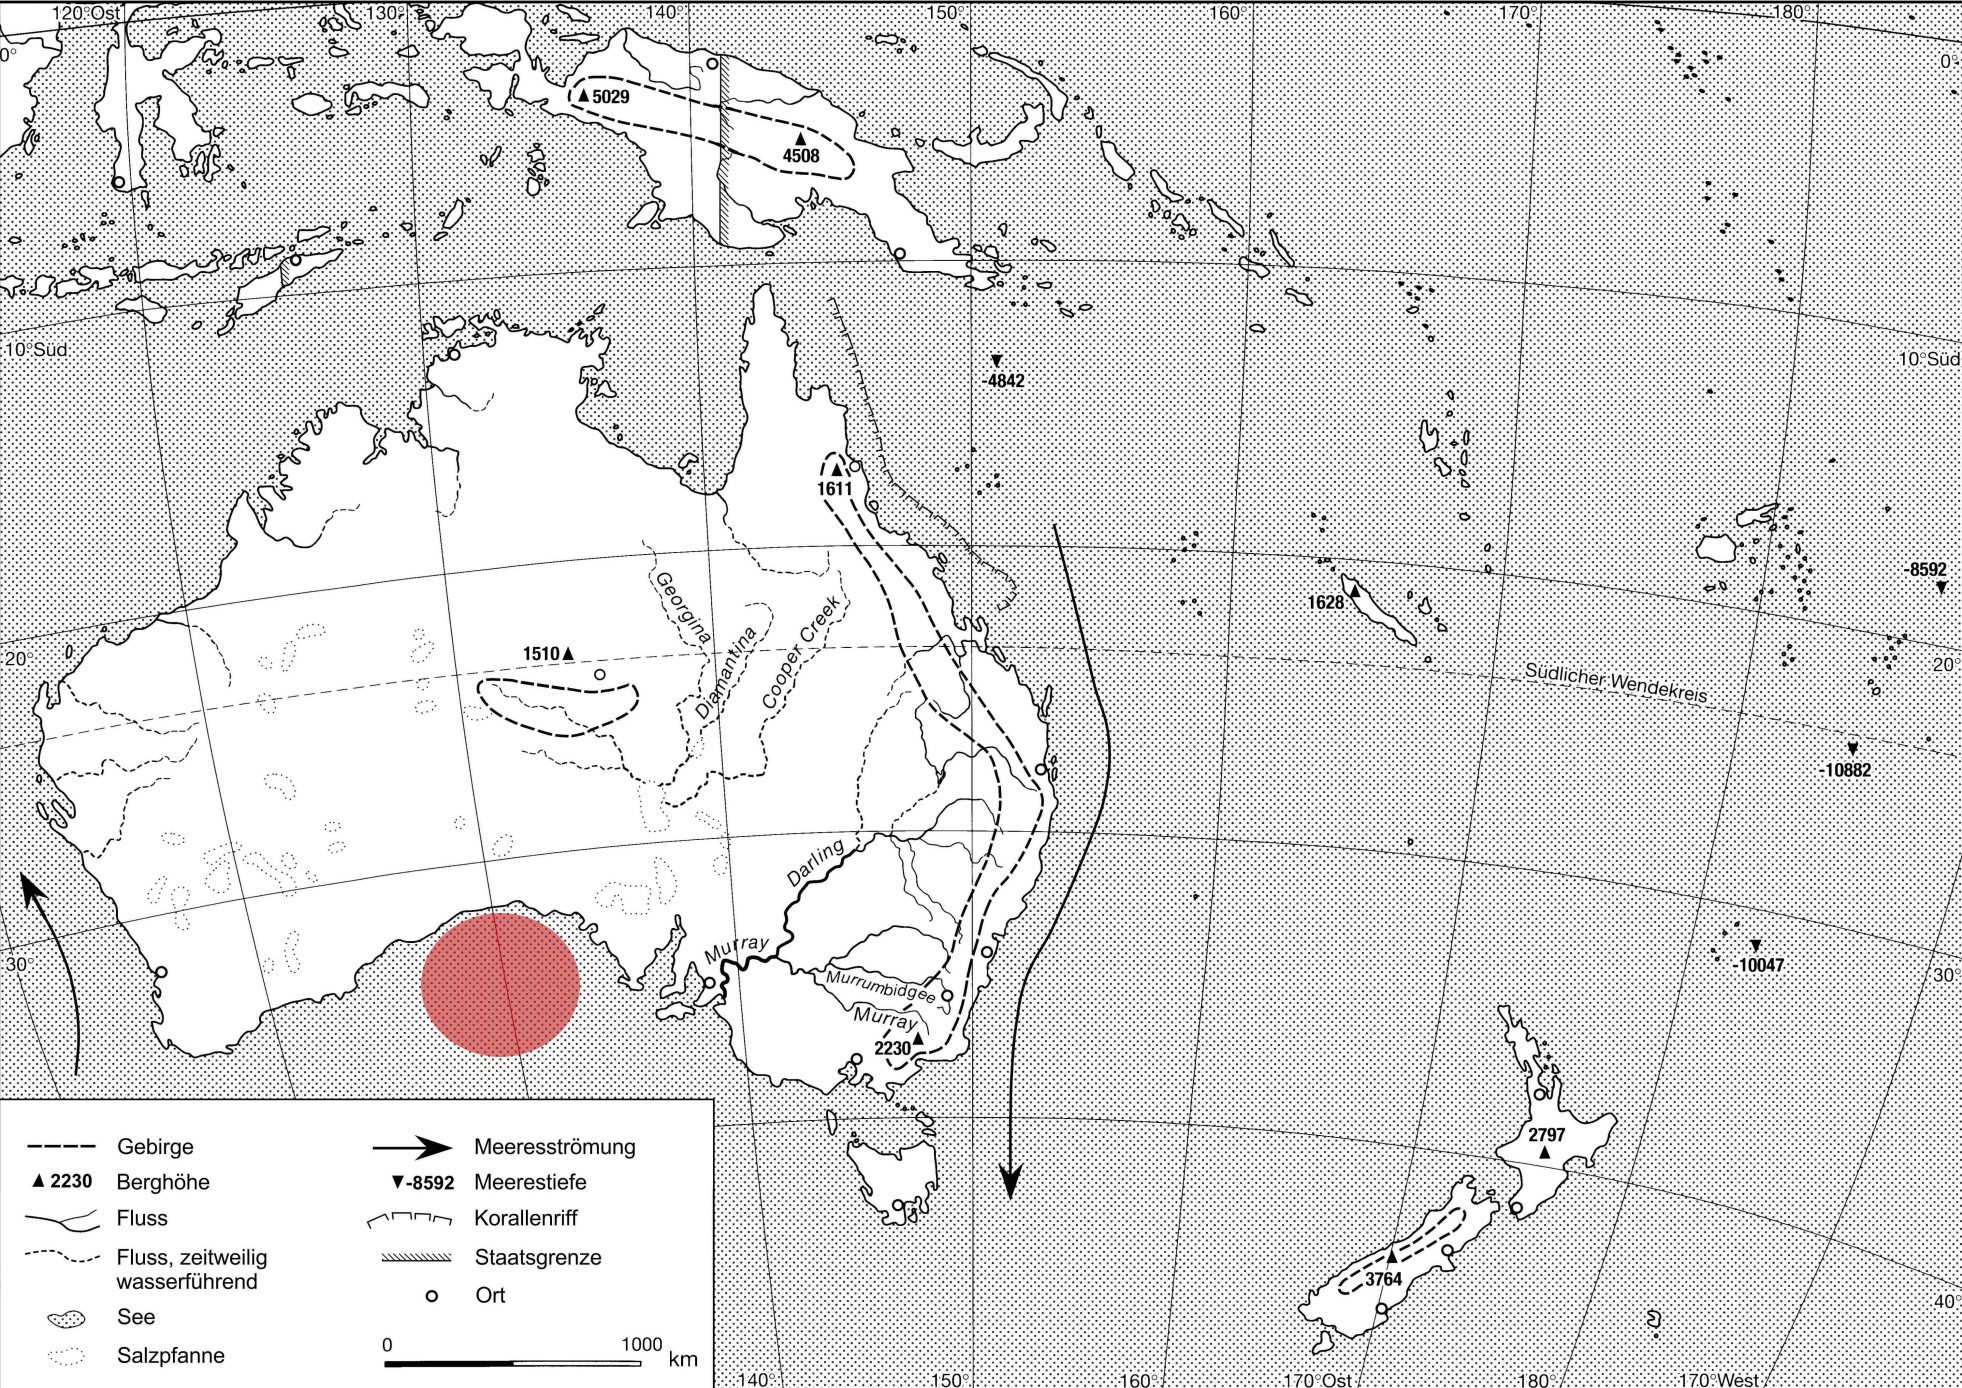 120°Ost
130°
140°
150°
160°
170°
180°
0°
0°
5029
4508
10°Süd
-4842
10°Süd
1611
-8592
Georgina
1628
Diamantina
Cooper Creek
1510
20°
20°
Südlicher Wendekreis
-10882
Darling
30°
Murray
Murrumbidgee
-10047
30°
Murray
2230
2797
3764
40°
Gebirge
2230 Berghöhe
Fluss
Fluss, zeitweilig
wasserführend
See
Salzpfanne
Meeresströmung
-8592 Meerestiefe
Korallenriff
Staatsgrenze
Ort
0 1000 km
140°
150°
160°
170°Ost
180°
170°West